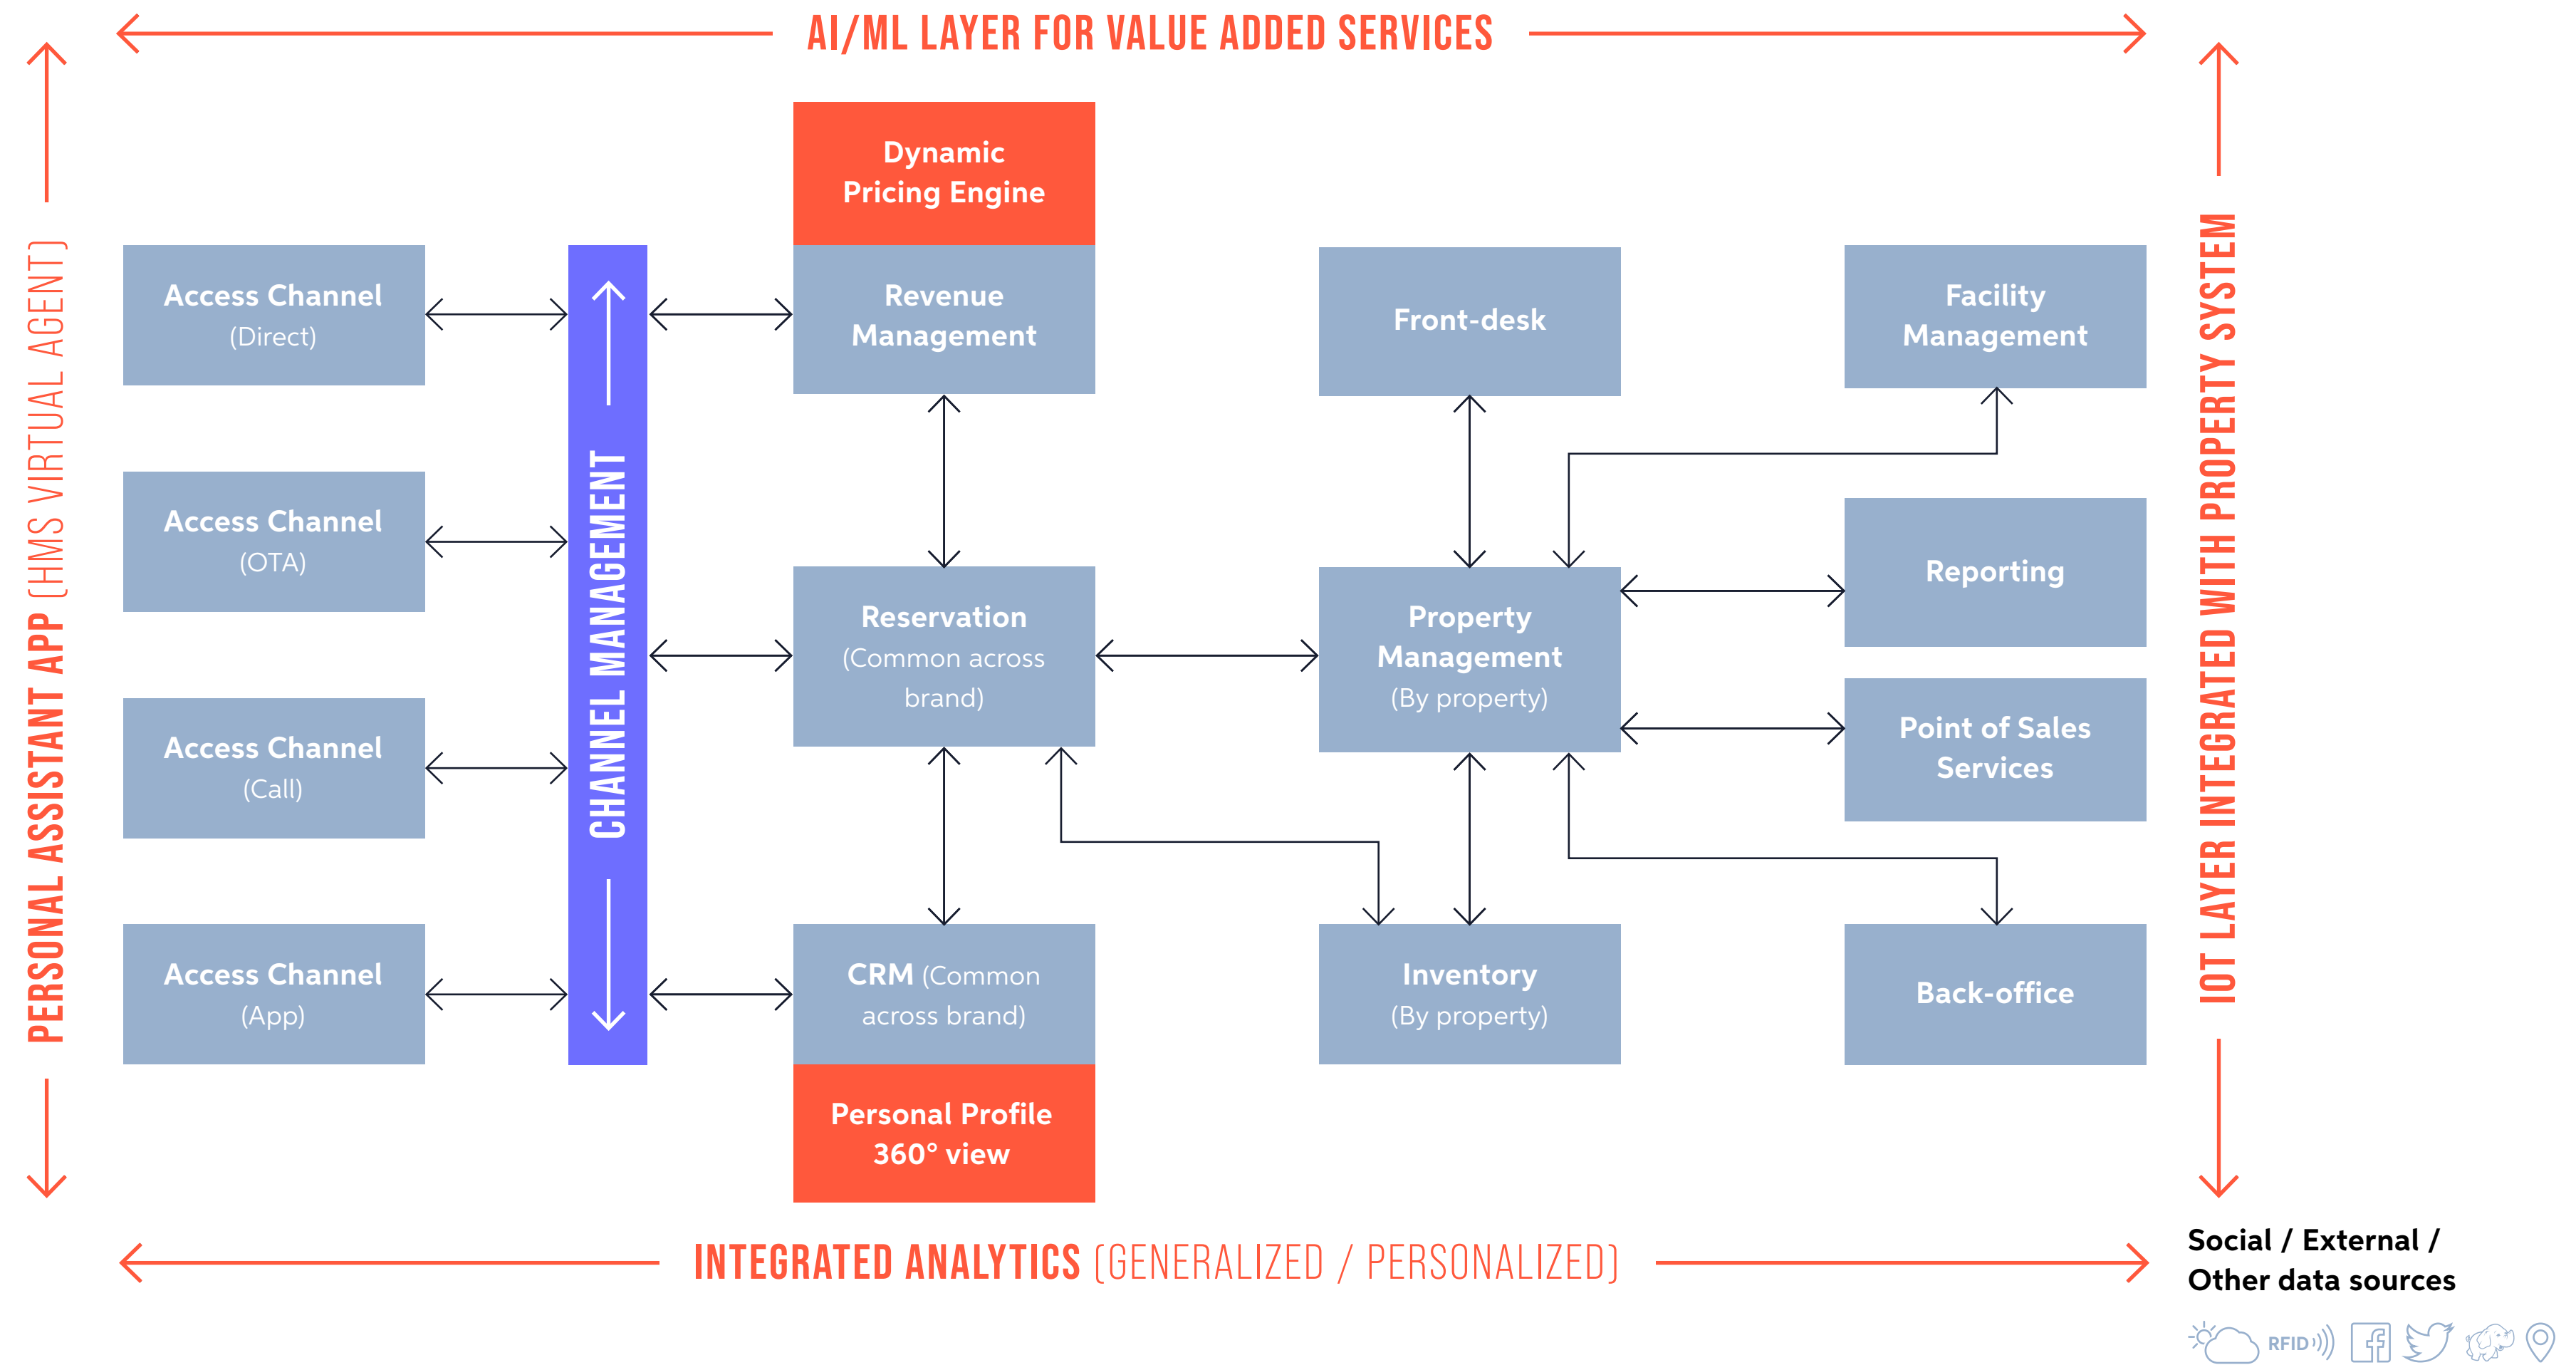 AI/ML LAYER FOR VALUE ADDED SERVICES
PERSONAL ASSISTANT APP (HMS VIRTUAL AGENT)
Access Channel
(Direct)
Access Channel
(OTA)
Access Channel
(Call)
Access Channel
(App)
CHANNEL MANAGEMENT
Dynamic
Pricing Engine
Revenue
Management
Reservation
(Common across
brand)
CRM (Common
across brand)
Personal Profile
360° view
Front-desk
Property
Management
(By property)
Inventory
(By property)
Facility
Management
Reporting
Point of Sales
Services
Back-office
IOT LAYER INTEGRATED WITH PROPERTY SYSTEM
INTEGRATED ANALYTICS (GENERALIZED / PERSONALIZED)
Social / External /
Other data sources
RFID